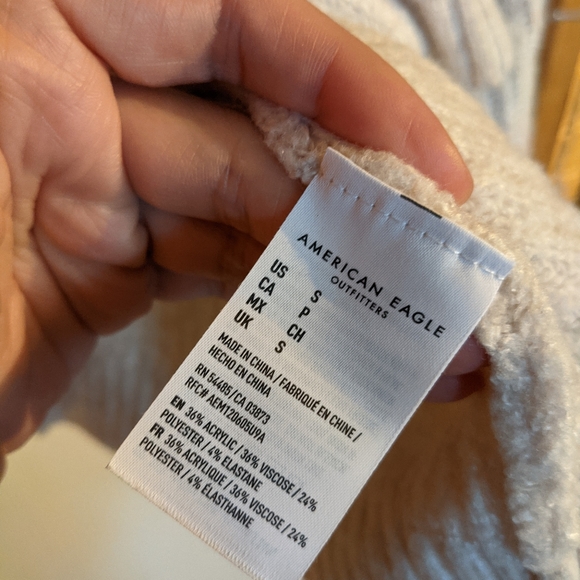 AMERICAN EAGLE
OUTFITTERS
US S
CA P
MX CH
UK S
MADE IN CHINA / FABRIQUÉ EN CHINE /
HECHO EN CHINA
RN 54485 / CA 03873
RFC# AEMT20605U9A
EN 36% ACRYLIC / 36% VISCOSE / 24%
POLYESTER / 4% ELASTANE
FR 36% ACRYLIQUE / 36% VISCOSE / 24%
POLYESTER / 4% ÉLASTHANNE